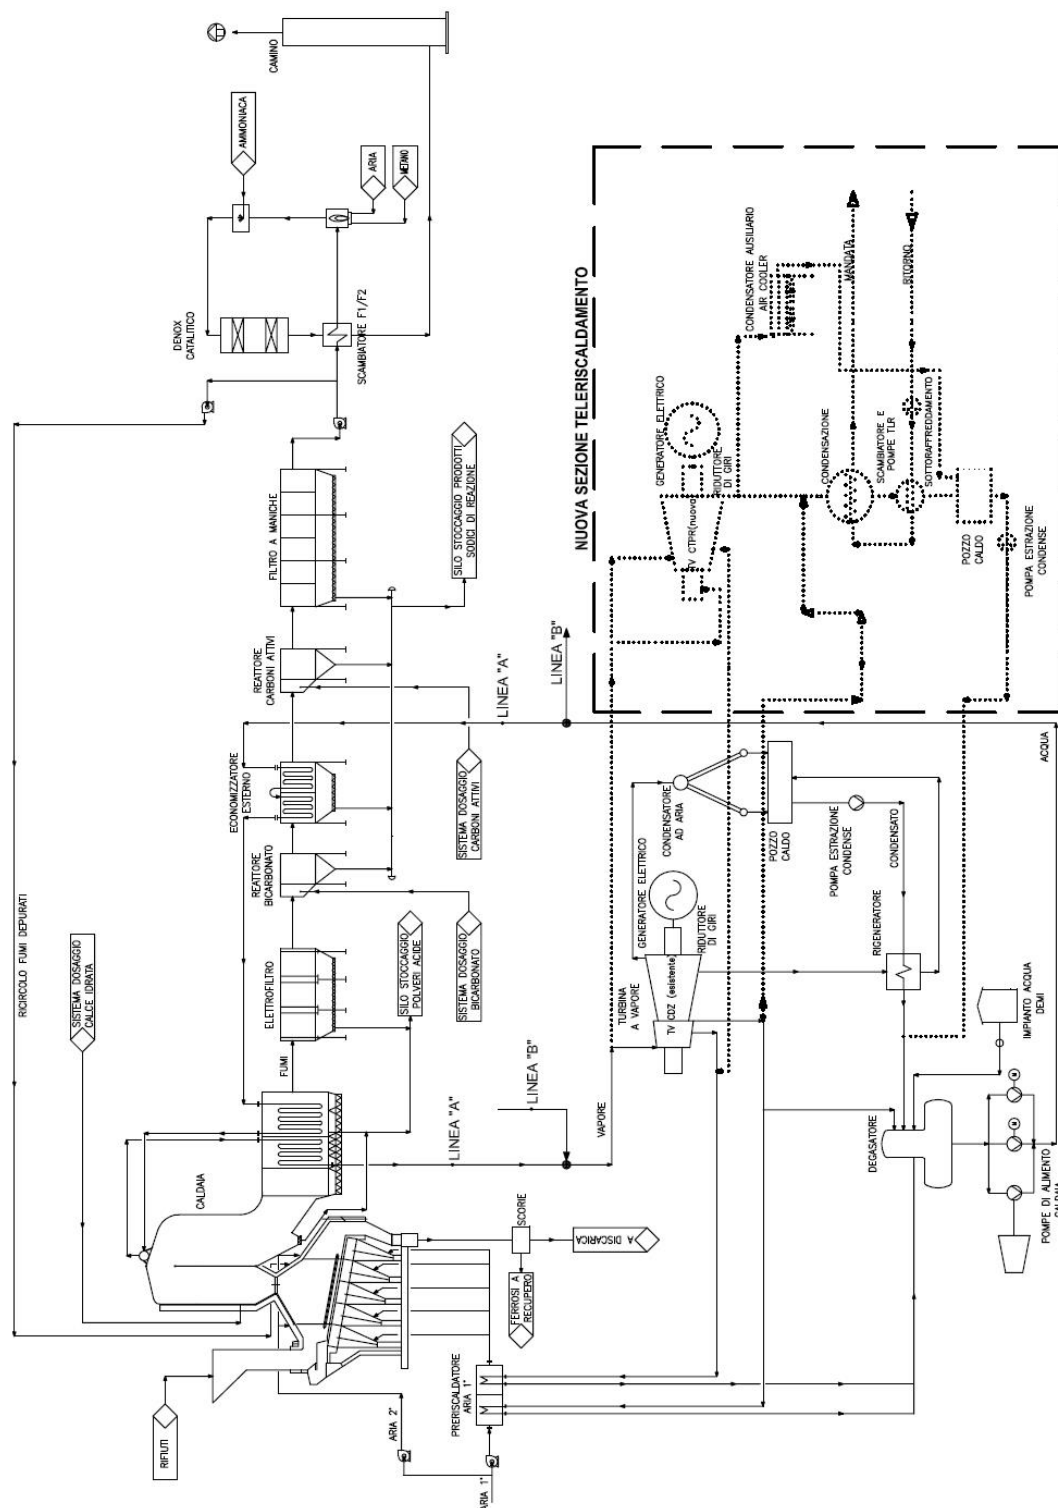 CAMINO
AMMONIACA
ARIA
METANO
DENOX
CATALITICO
SCAMBIATORE F1/F2
RICIRCOLO FUMI DEPURATI
FILTRO A MANICHE
SILO STOCCAGGIO PRODOTTI
SODICI DI REAZIONE
REATTORE
CARBONI ATTIVI
ECONOMIZZATORE
ESTERNO
SISTEMA DOSAGGIO
CARBONI ATTIVI
REATTORE
BICARBONATO
SISTEMA DOSAGGIO
BICARBONATO
ELETTROFILTRO
SILO STOCCAGGIO
POLVERI ACIDE
FUMI
SISTEMA DOSAGGIO
CALCE IDRATA
CALDAIA
RIFIUTI
SCORIE
A DISCARICA
FERROSI A
RECUPERO
PRERISCALDATORE
ARIA 1°
ARIA 2°
ARIA 1°
LINEA "A"
LINEA "B"
LINEA "A"
LINEA "B"
VAPORE
TURBINA
A VAPORE
TV CDZ (esistente)
GENERATORE ELETTRICO
RIDUTTORE
DI GIRI
CONDENSATORE
AD ARIA
POZZO
CALDO
POMPA ESTRAZIONE
CONDENSE
CONDENSATO
RIGENERATORE
ACQUA
IMPIANTO ACQUA
DEMI
DEGASATORE
M
M
POMPE DI ALIMENTO
CALDAIA
NUOVA SEZIONE TELERISCALDAMENTO
GENERATORE ELETTRICO
RIDUTTORE
DI GIRI
TV CTPR(nuova)
CONDENSATORE AUSILIARIO
AIR COOLER
MANDATA
RITORNO
CONDENSAZIONE
SCAMBIATORE E
POMPE TLR
SOTTORAFFREDDAMENTO
POZZO
CALDO
POMPA ESTRAZIONE
CONDENSE